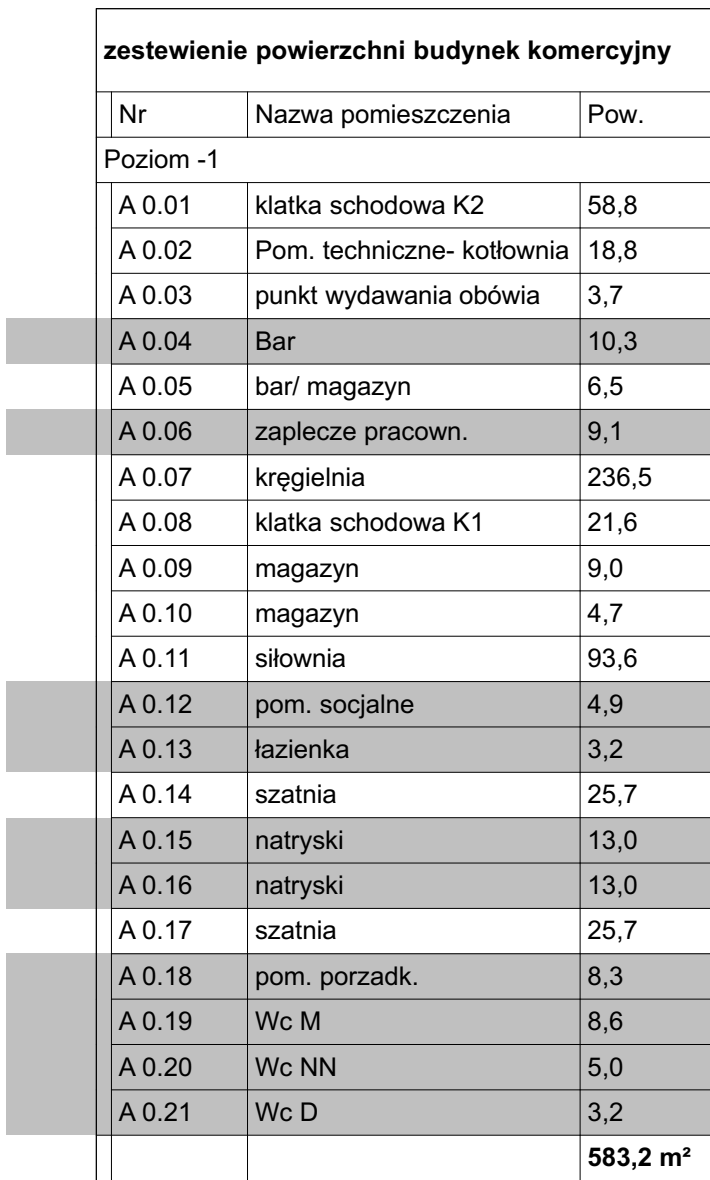 zestewienie powierzchni budynek komercyjny
Nr Nazwa pomieszczenia Pow.
Poziom -1
A 0.01 klatka schodowa K2 58,8
A 0.02 Pom. techniczne- kotłownia 18,8
A 0.03 punkt wydawania obówia 3,7
A 0.04 Bar 10,3
A 0.05 bar/ magazyn 6,5
A 0.06 zaplecze pracown. 9,1
A 0.07 kręgielnia 236,5
A 0.08 klatka schodowa K1 21,6
A 0.09 magazyn 9,0
A 0.10 magazyn 4,7
A 0.11 siłownia 93,6
A 0.12 pom. socjalne 4,9
A 0.13 łazienka 3,2
A 0.14 szatnia 25,7
A 0.15 natryski 13,0
A 0.16 natryski 13,0
A 0.17 szatnia 25,7
A 0.18 pom. porzadk. 8,3
A 0.19 Wc M 8,6
A 0.20 Wc NN 5,0
A 0.21 Wc D 3,2
583,2 m²